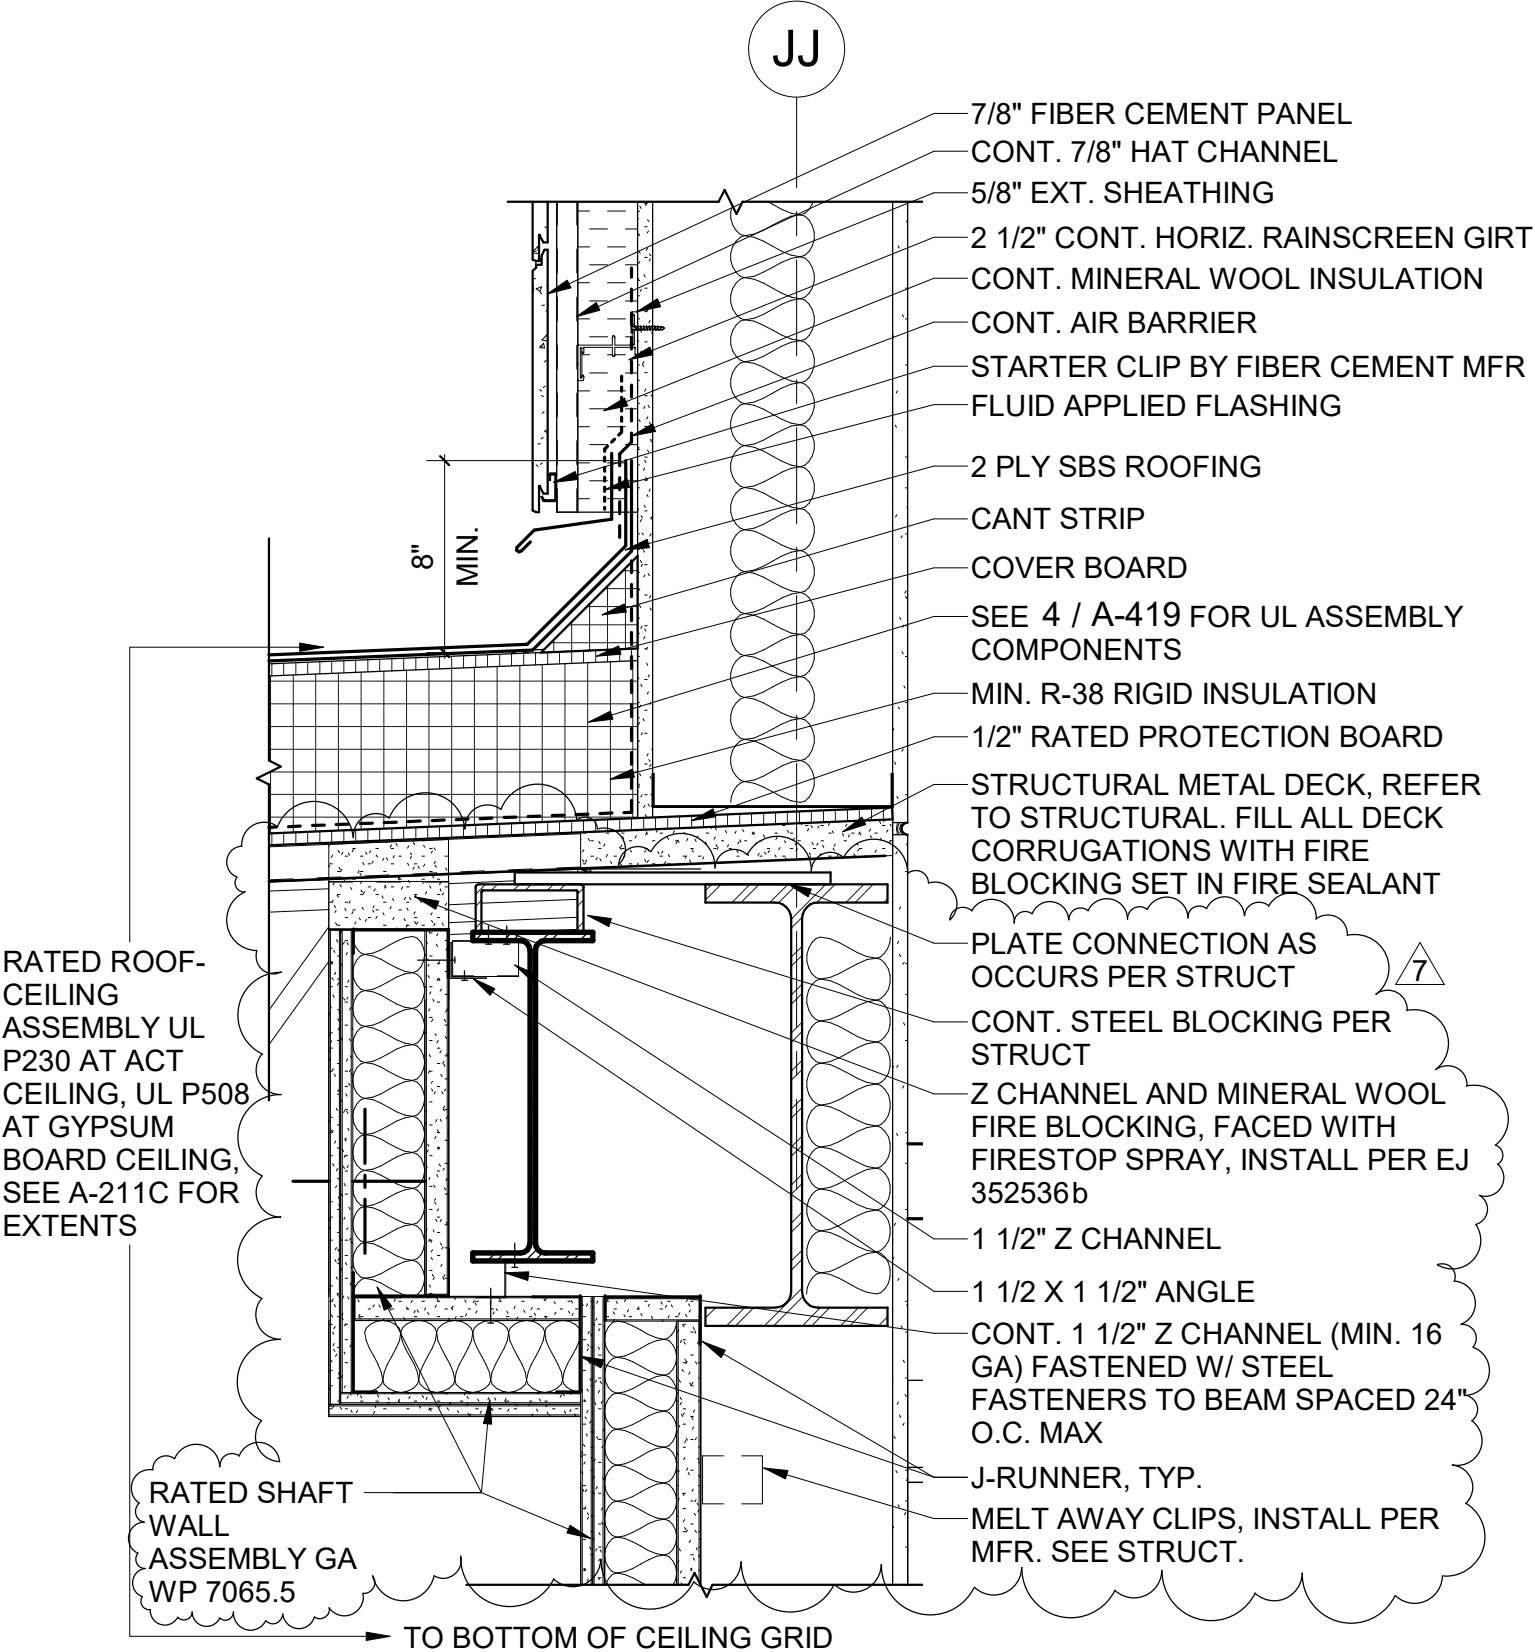 JJ
7/8" FIBER CEMENT PANEL
CONT. 7/8" HAT CHANNEL
5/8" EXT. SHEATHING
2 1/2" CONT. HORIZ. RAINSCREEN GIRT
CONT. MINERAL WOOL INSULATION
CONT. AIR BARRIER
STARTER CLIP BY FIBER CEMENT MFR
FLUID APPLIED FLASHING
2 PLY SBS ROOFING
CANT STRIP
COVER BOARD
SEE 4 / A-419 FOR UL ASSEMBLY
COMPONENTS
MIN. R-38 RIGID INSULATION
1/2" RATED PROTECTION BOARD
STRUCTURAL METAL DECK, REFER
TO STRUCTURAL. FILL ALL DECK
CORRUGATIONS WITH FIRE
BLOCKING SET IN FIRE SEALANT
PLATE CONNECTION AS
OCCURS PER STRUCT
7
CONT. STEEL BLOCKING PER
STRUCT
Z CHANNEL AND MINERAL WOOL
FIRE BLOCKING, FACED WITH
FIRESTOP SPRAY, INSTALL PER EJ
352536b
1 1/2" Z CHANNEL
1 1/2 X 1 1/2" ANGLE
CONT. 1 1/2" Z CHANNEL (MIN. 16
GA) FASTENED W/ STEEL
FASTENERS TO BEAM SPACED 24"
O.C. MAX
J-RUNNER, TYP.
MELT AWAY CLIPS, INSTALL PER
MFR. SEE STRUCT.
8"
MIN.
RATED ROOF-
CEILING
ASSEMBLY UL
P230 AT ACT
CEILING, UL P508
AT GYPSUM
BOARD CEILING,
SEE A-211C FOR
EXTENTS
RATED SHAFT
WALL
ASSEMBLY GA
WP 7065.5
TO BOTTOM OF CEILING GRID